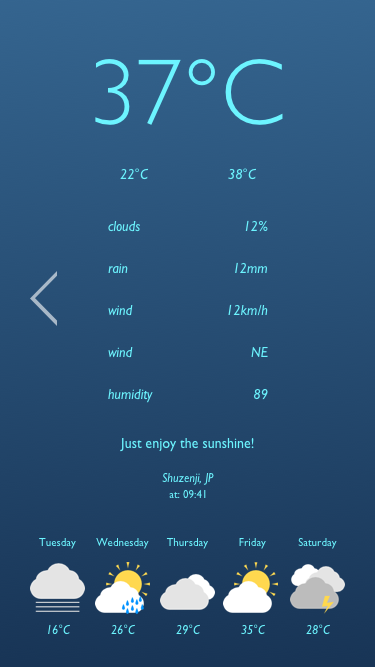 37°C
22°C 38°C
clouds 12%
rain 12mm
wind 12km/h
wind NE
humidity 89
Just enjoy the sunshine!
Shuzenji, JP
at: 09:41
Tuesday Wednesday Thursday Friday Saturday
16°C 26°C 29°C 35°C 28°C